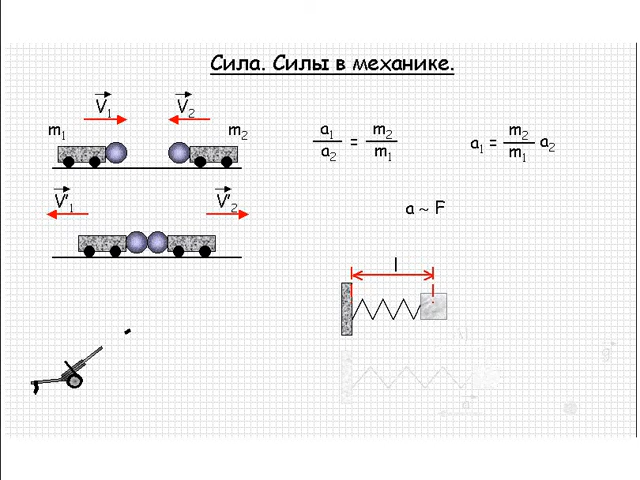 Сила. Силы в механике.
V₁ V₂
m₁ m₂
a₁/a₂ = m₂/m₁
a₁ = m₂/m₁ a₂
V'₁ V'₂
a ~ F
l